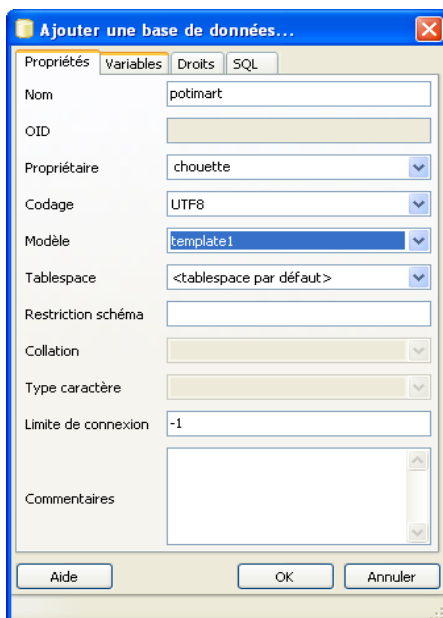 Ajouter une base de données...
Propriétés Variables Droits SQL
Nom potimart
OID
Propriétaire chouette
Codage UTF8
Modèle template1
Tablespace <tablespace par défaut>
Restriction schéma
Collation
Type caractère
Limite de connexion -1
Commentaires
Aide OK Annuler